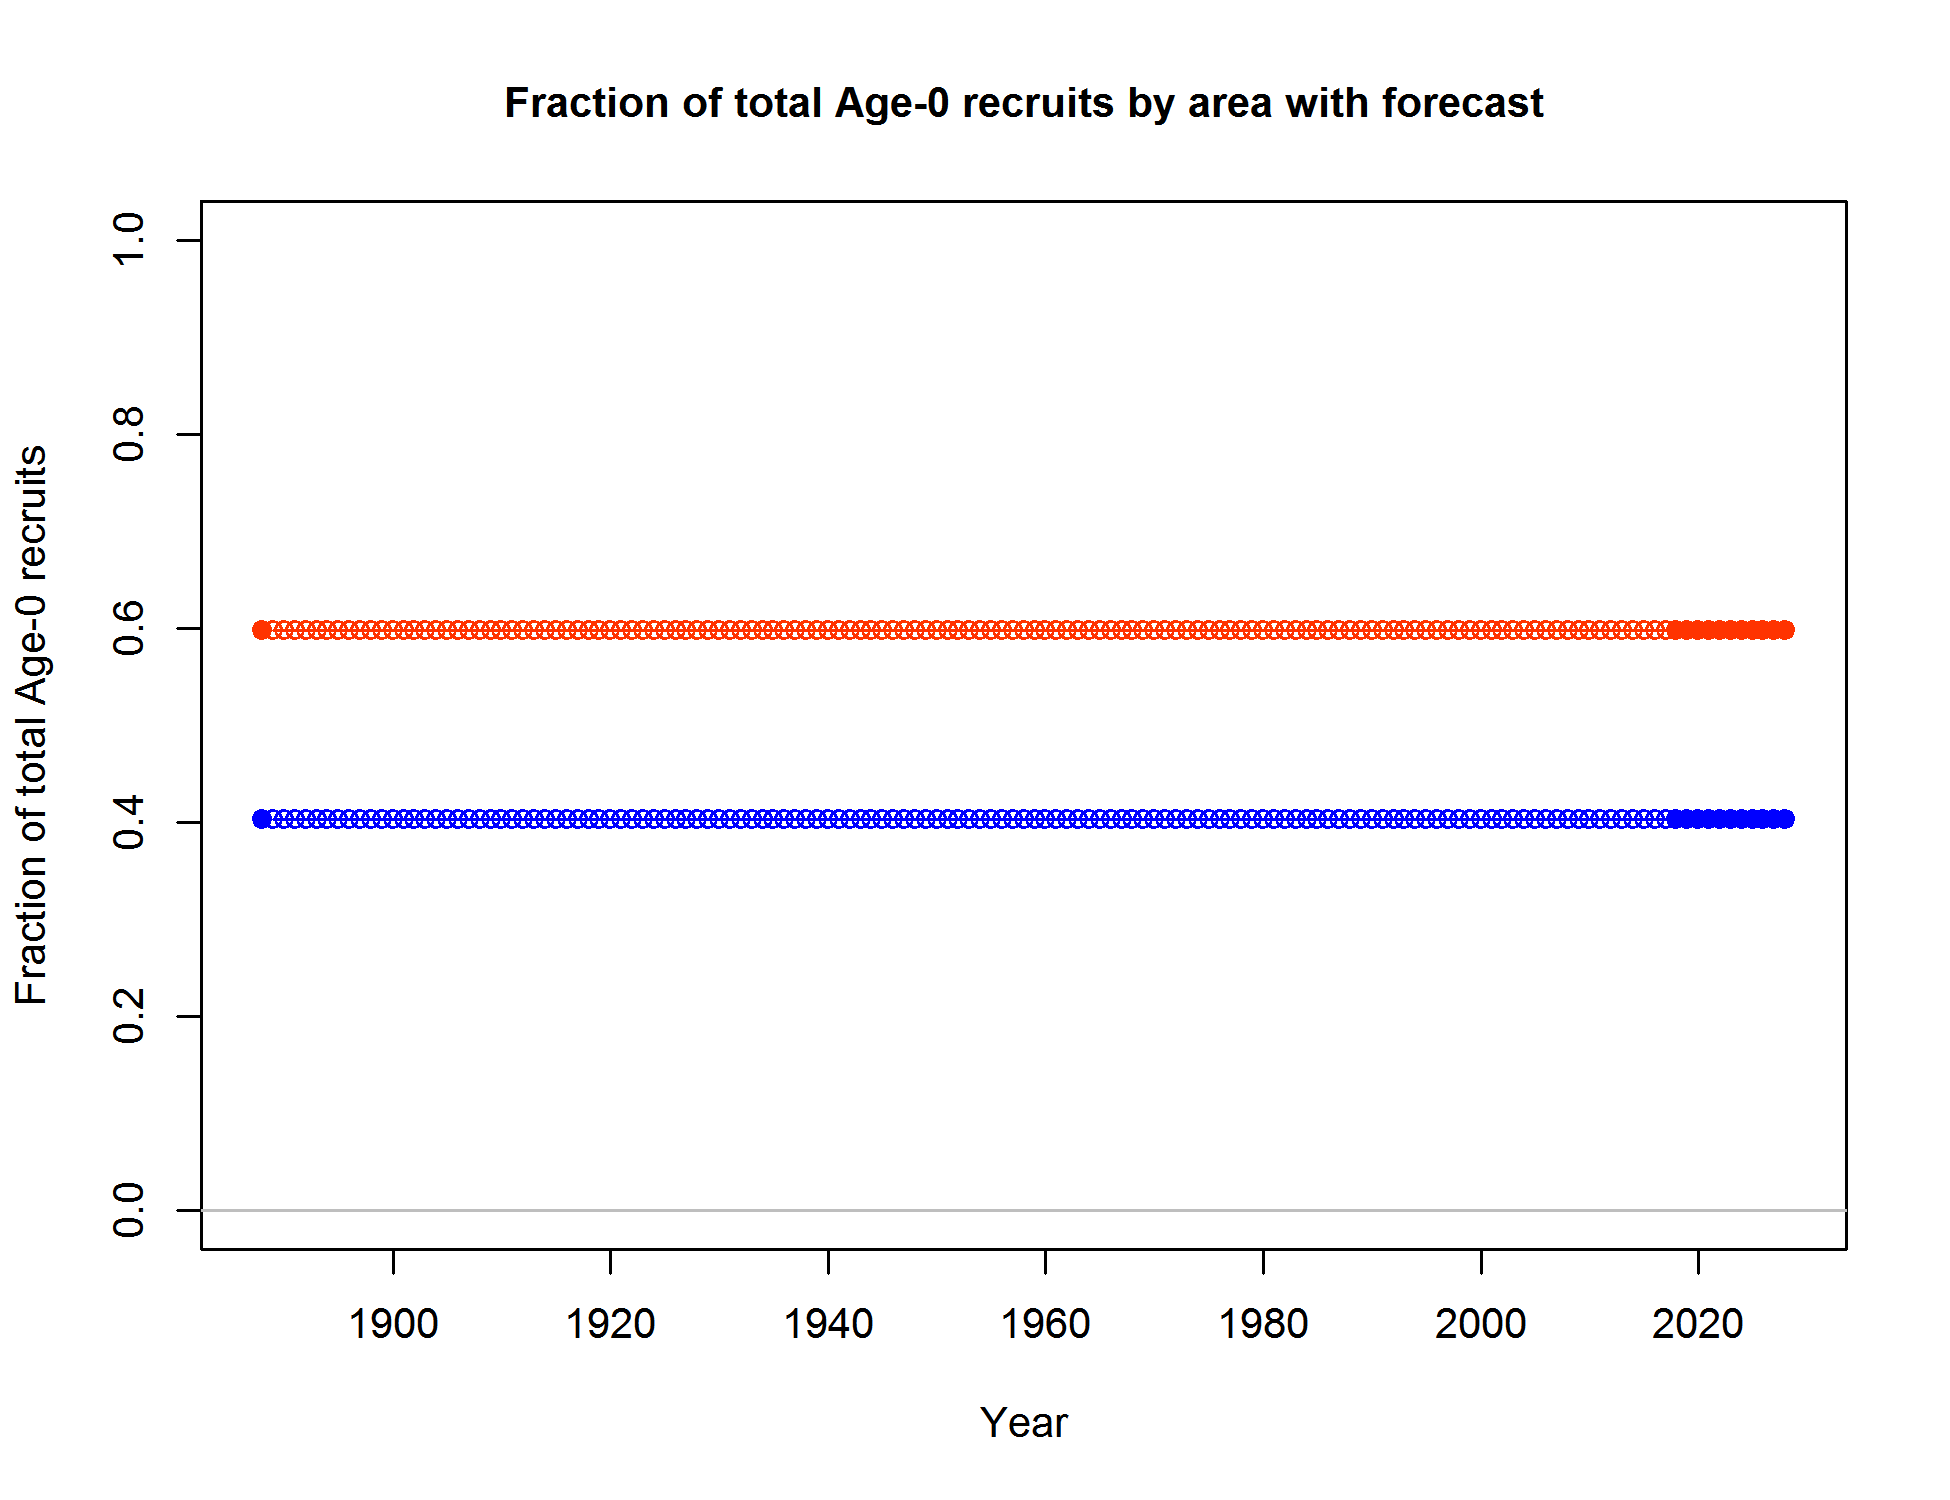 Fraction of total Age-0 recruits by area with forecast
Fraction of total Age-0 recruits
1.0
0.8
0.6
0.4
0.2
0.0
1900 1920 1940 1960 1980 2000 2020
Year